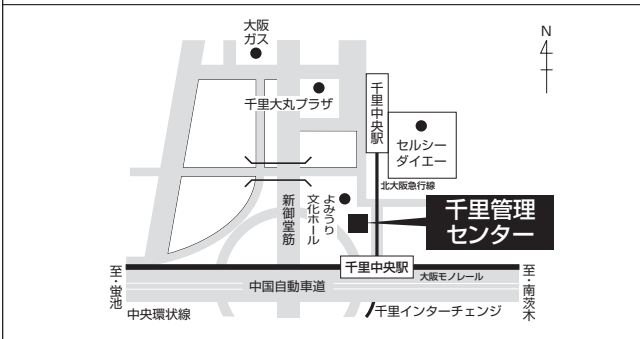 大阪
ガス
N
千里大丸プラザ
千里中央駅
セルシー
ダイエー
北大阪急行線
新御堂筋
よみうり
文化ホール
千里管理
センター
千里中央駅
大阪モノレール
至・蛍池
中国自動車道
至・南茨木
中央環状線
千里インターチェンジ